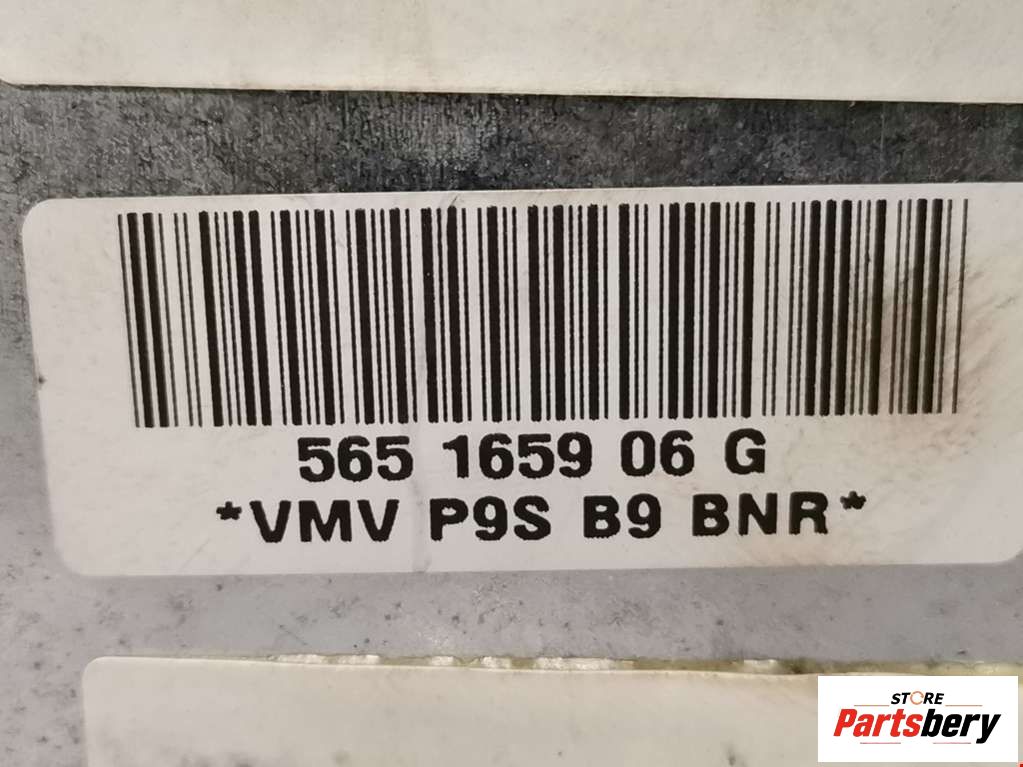 565 1659 06 G
*VMV P9S B9 BNR*
STORE
Partsbery